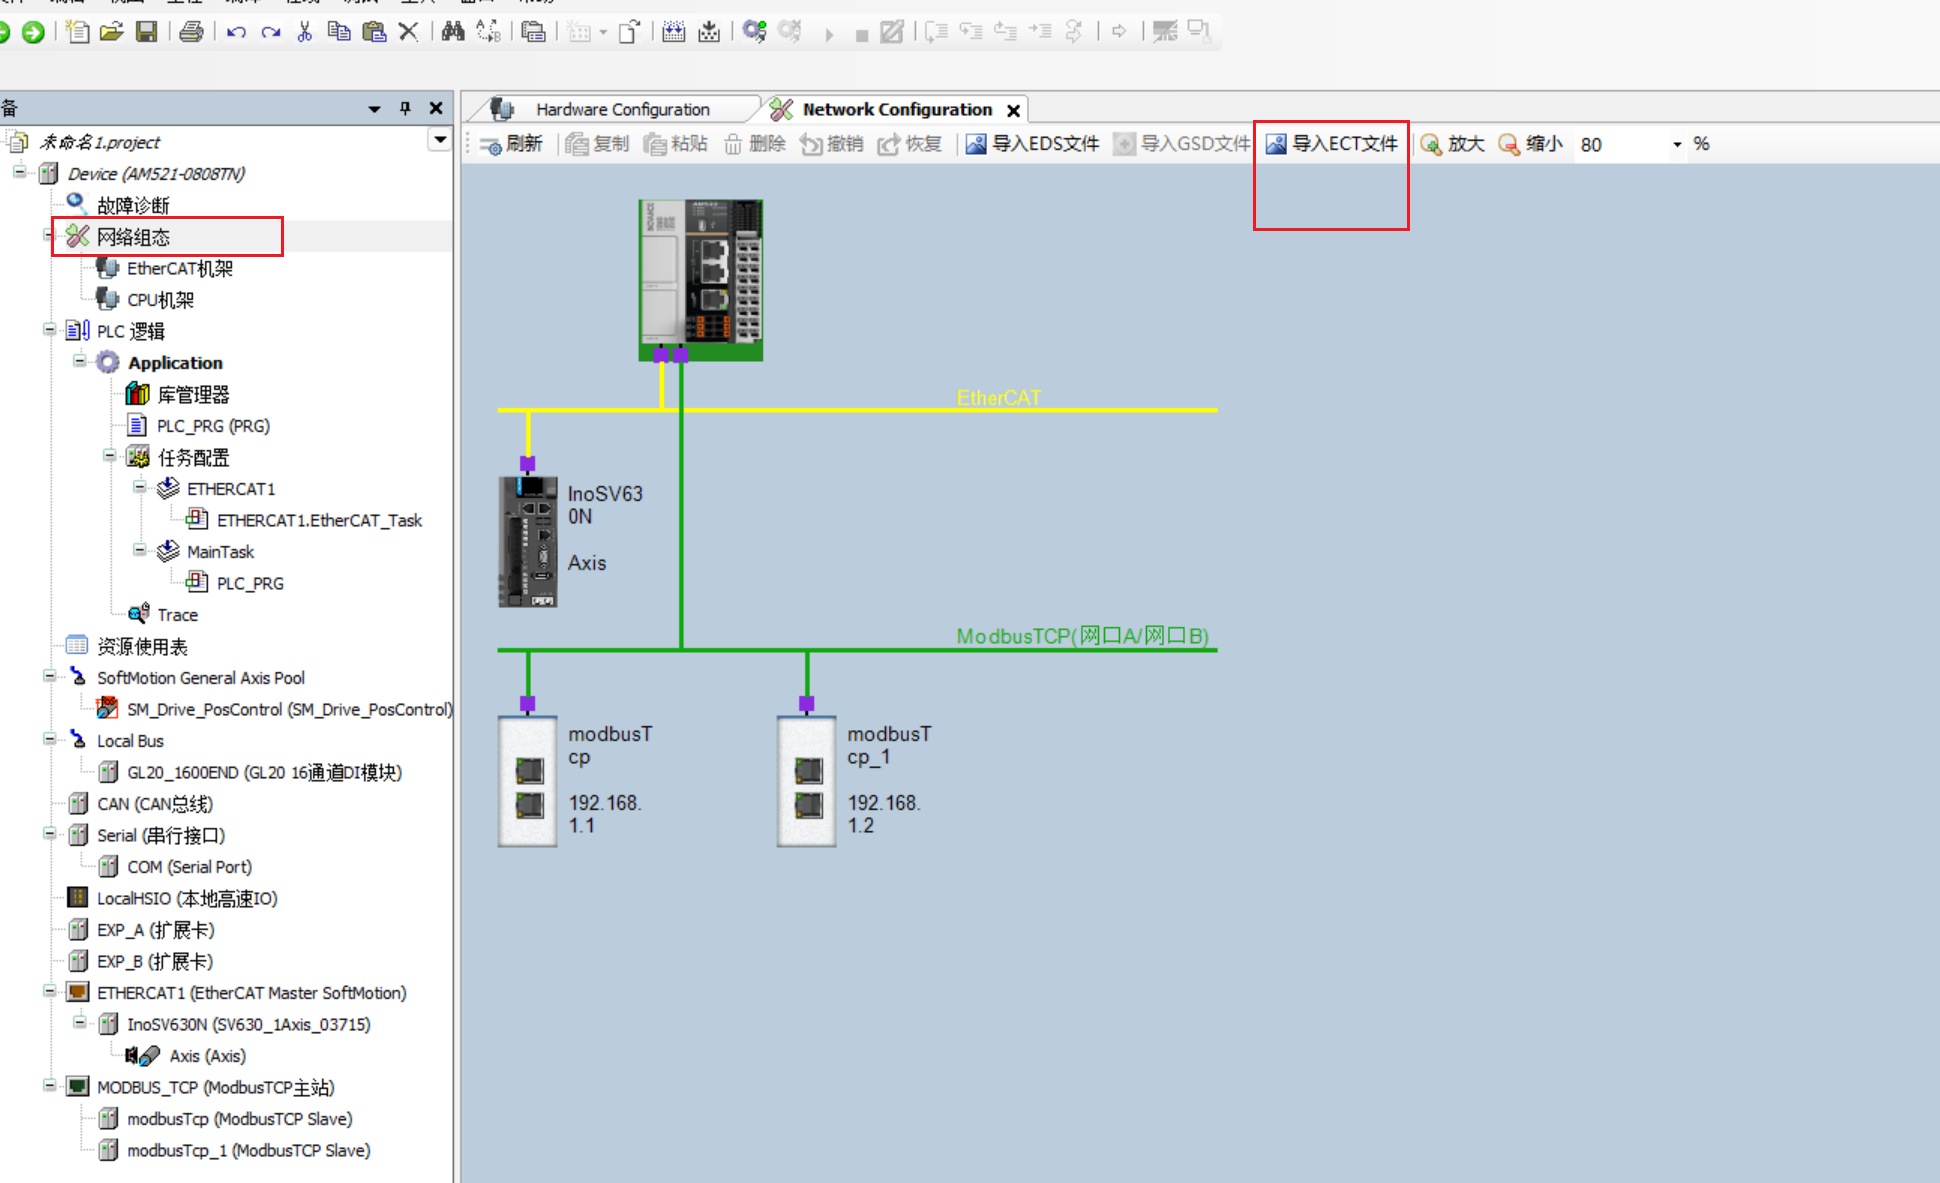 备
Hardware Configuration
Network Configuration
刷新
复制
粘贴
删除
撤销
恢复
导入EDS文件
导入GSD文件
导入ECT文件
放大
缩小
80
%
未命名1.project
Device (AM521-0808TN)
故障诊断
网络组态
EtherCAT机架
CPU机架
PLC 逻辑
Application
库管理器
PLC_PRG (PRG)
任务配置
ETHERCAT1
ETHERCAT1.EtherCAT_Task
MainTask
PLC_PRG
Trace
资源使用表
SoftMotion General Axis Pool
SM_Drive_PosControl (SM_Drive_PosControl)
Local Bus
GL20_1600END (GL20 16通道DI模块)
CAN (CAN总线)
Serial (串行接口)
COM (Serial Port)
LocalHSIO (本地高速IO)
EXP_A (扩展卡)
EXP_B (扩展卡)
ETHERCAT1 (EtherCAT Master SoftMotion)
InoSV630N (SV630_1Axis_03715)
Axis (Axis)
MODBUS_TCP (ModbusTCP主站)
modbusTcp (ModbusTCP Slave)
modbusTcp_1 (ModbusTCP Slave)
EtherCAT
InoSV63
0N
Axis
ModbusTCP(网口A/网口B)
modbusT
cp
192.168.
1.1
modbusT
cp_1
192.168.
1.2